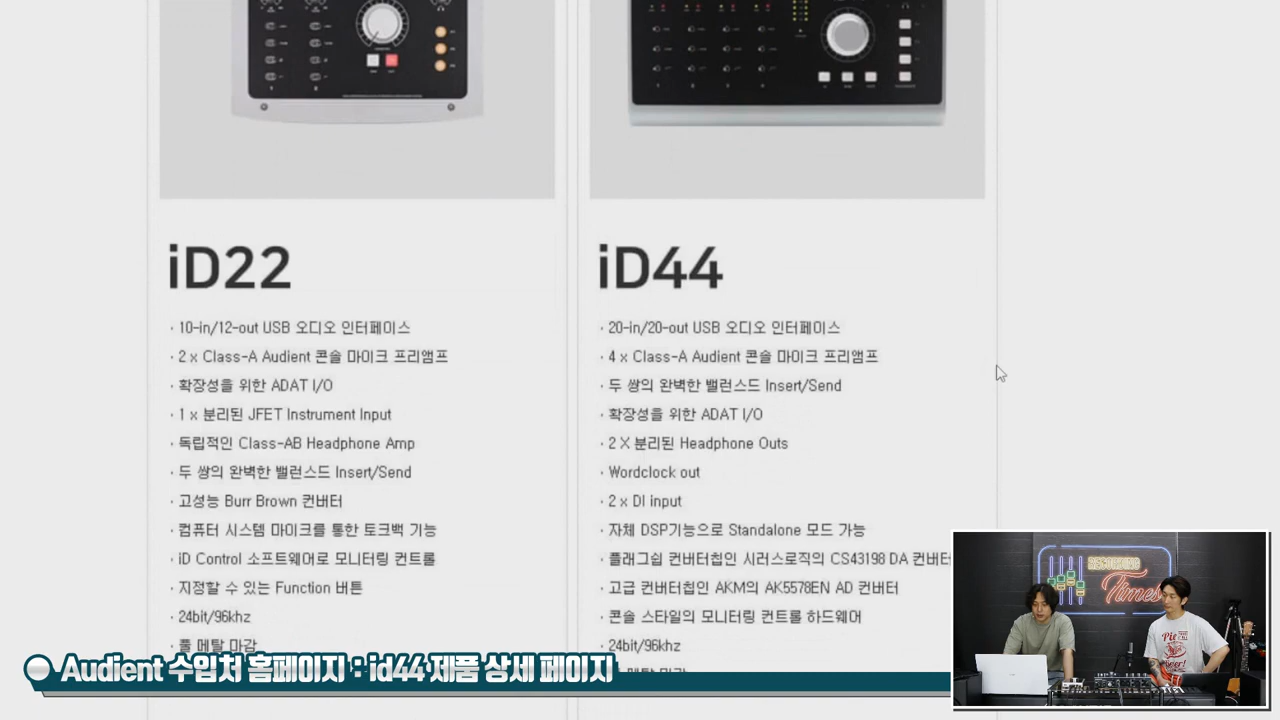 iD22
· 10-in/12-out USB 오디오 인터페이스
· 2 x Class-A Audient 콘솔 마이크 프리앰프
· 확장성을 위한 ADAT I/O
· 1 x 분리된 JFET Instrument Input
· 독립적인 Class-AB Headphone Amp
· 두 쌍의 완벽한 밸런스드 Insert/Send
· 고성능 Burr Brown 컨버터
· 컴퓨터 시스템 마이크를 통한 토크백 기능
· iD Control 소프트웨어로 모니터링 컨트롤
· 지정할 수 있는 Function 버튼
· 24bit/96khz
· 풀 메탈 마감
iD44
· 20-in/20-out USB 오디오 인터페이스
· 4 x Class-A Audient 콘솔 마이크 프리앰프
· 두 쌍의 완벽한 밸런스드 Insert/Send
· 확장성을 위한 ADAT I/O
· 2 X 분리된 Headphone Outs
· Wordclock out
· 2 x DI input
· 자체 DSP기능으로 Standalone 모드 가능
· 플래그쉽 컨버터칩인 시러스로직의 CS43198 DA 컨버터
· 고급 컨버터칩인 AKM의 AK5578EN AD 컨버터
· 콘솔 스타일의 모니터링 컨트롤 하드웨어
· 24bit/96khz
Audient 수입처 홈페이지 : id44 제품 상세 페이지
RECORDING
Times